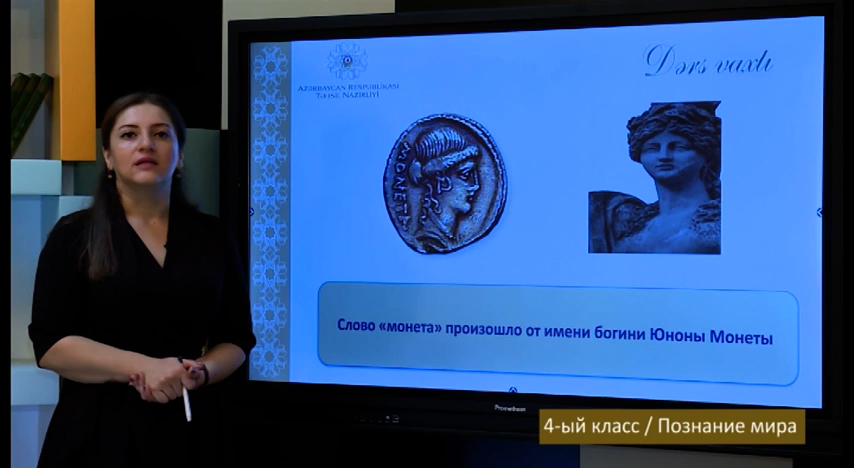 AZƏRBAYCAN RESPUBLİKASI
TƏHSİL NAZİRLİYİ
Dərs vaxtı
MONETA
Слово «монета» произошло от имени богини Юноны Монеты
Promethean
4-ый класс / Познание мира